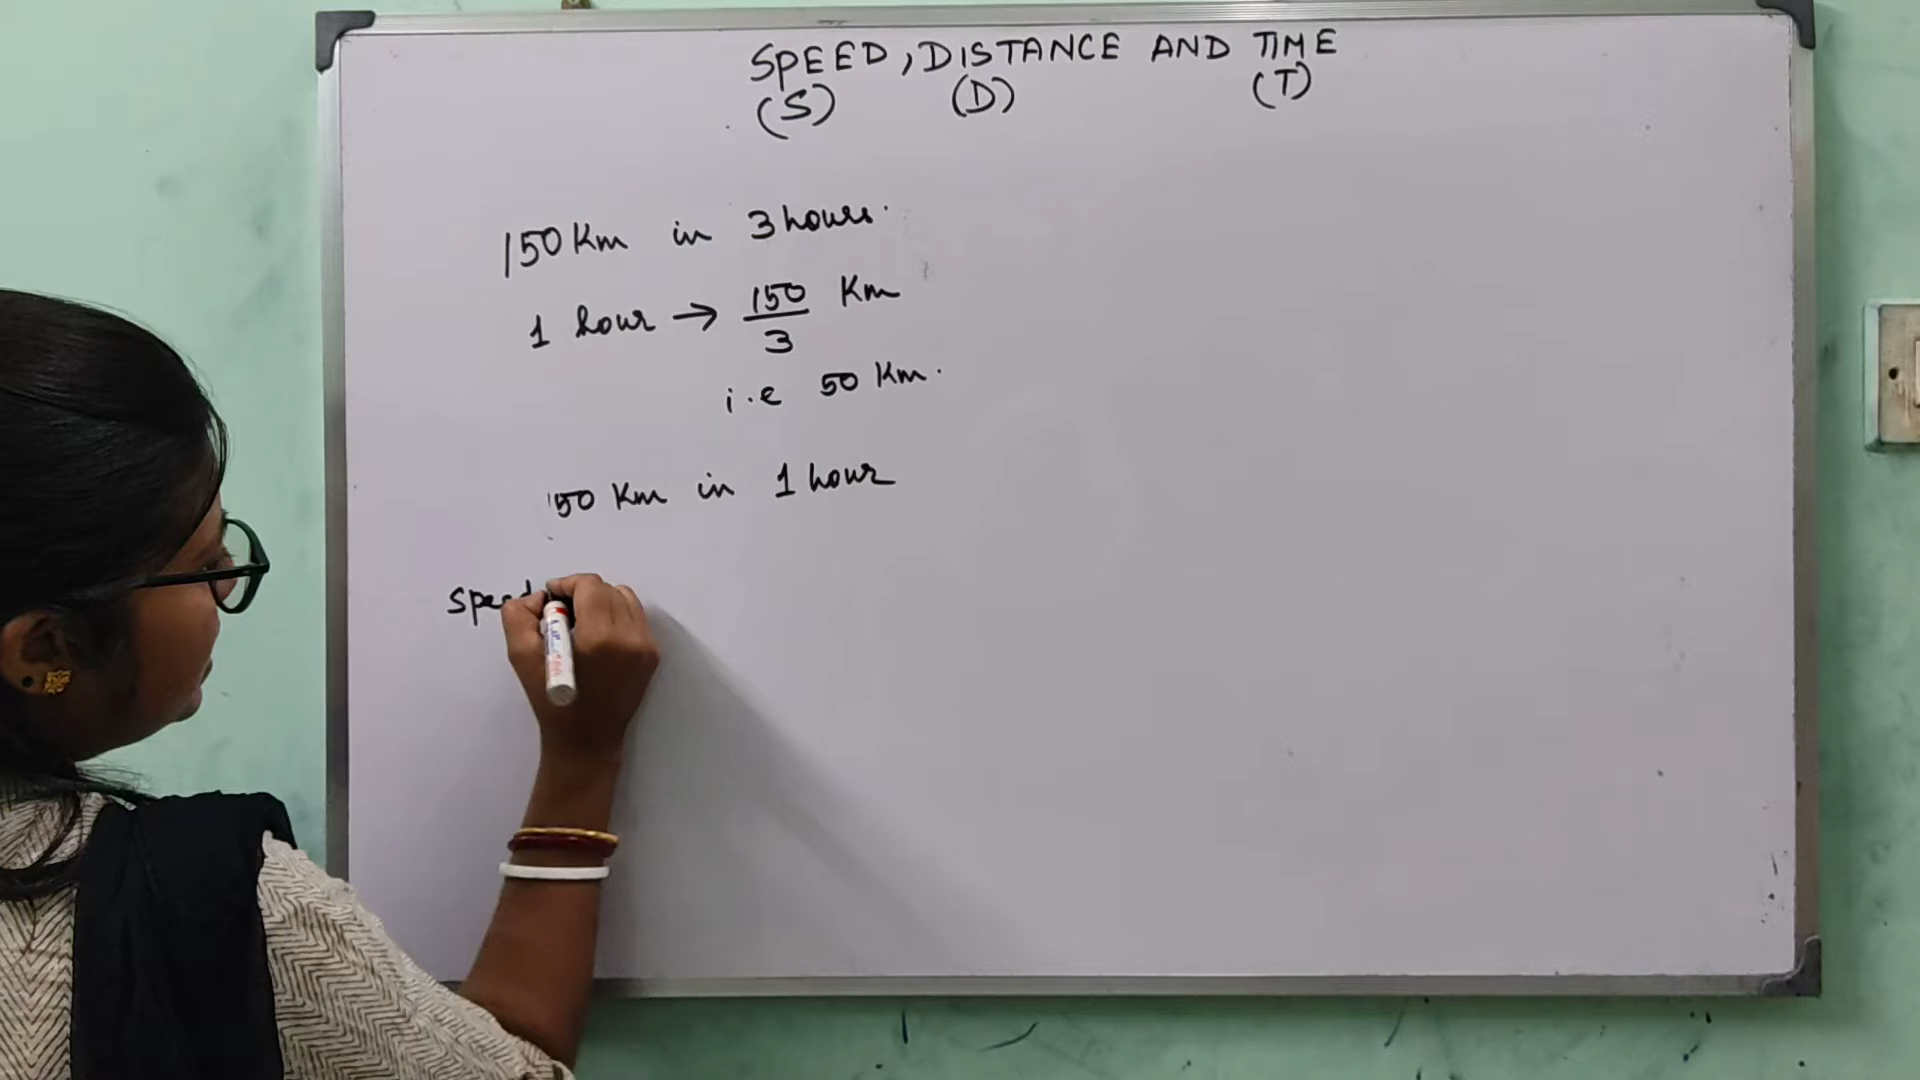 SPEED, DISTANCE AND TIME
(S) (D) (T)
150 Km in 3 hours.
1 hour → 150/3 Km
i.e 50 Km.
50 Km in 1 hour
Speed